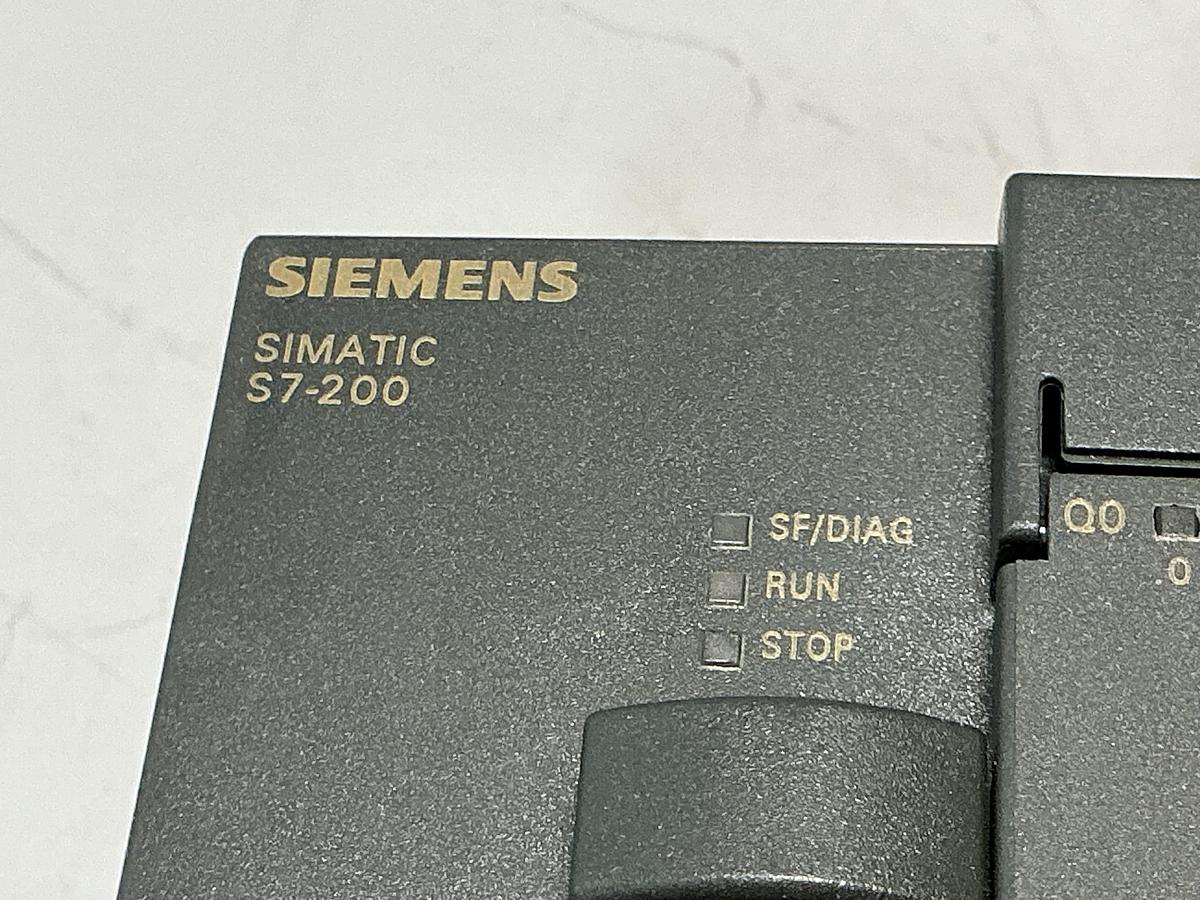 SIEMENS
SIMATIC
S7-200
SF/DIAG
RUN
STOP
Q0
.0